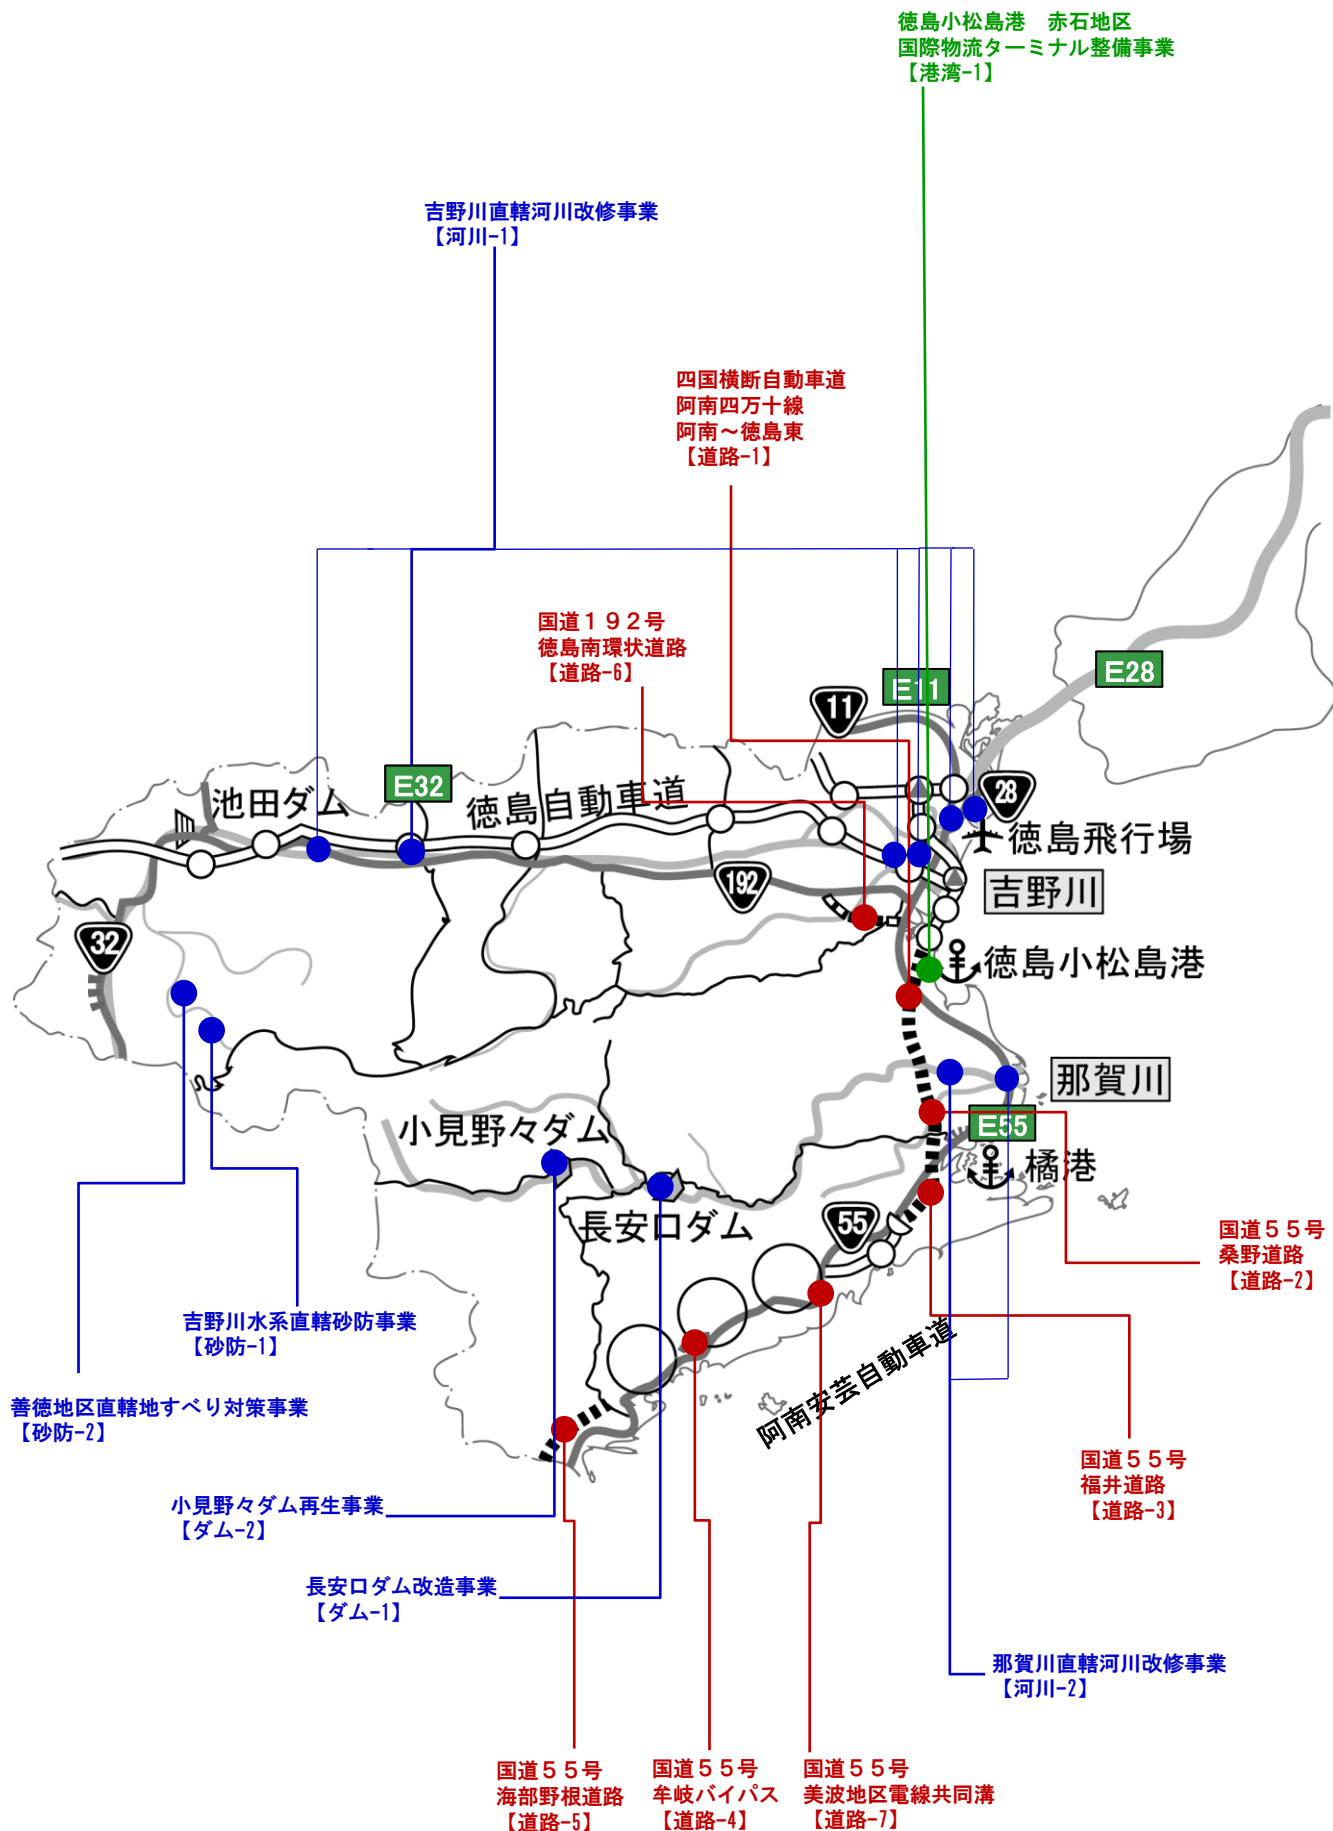 徳島小松島港　赤石地区
国際物流ターミナル整備事業
【港湾-1】
吉野川直轄河川改修事業
【河川-1】
四国横断自動車道
阿南四万十線
阿南～徳島東
【道路-1】
国道１９２号
徳島南環状道路
【道路-6】
E28
E11
11
E32
池田ダム
徳島自動車道
28
徳島飛行場
192
吉野川
32
徳島小松島港
那賀川
小見野々ダム
E55
橘港
長安口ダム
55
国道５５号
桑野道路
【道路-2】
吉野川水系直轄砂防事業
【砂防-1】
阿南安芸自動車道
善徳地区直轄地すべり対策事業
【砂防-2】
国道５５号
福井道路
【道路-3】
小見野々ダム再生事業
【ダム-2】
長安口ダム改造事業
【ダム-1】
那賀川直轄河川改修事業
【河川-2】
国道５５号
海部野根道路
【道路-5】
国道５５号
牟岐バイパス
【道路-4】
国道５５号
美波地区電線共同溝
【道路-7】